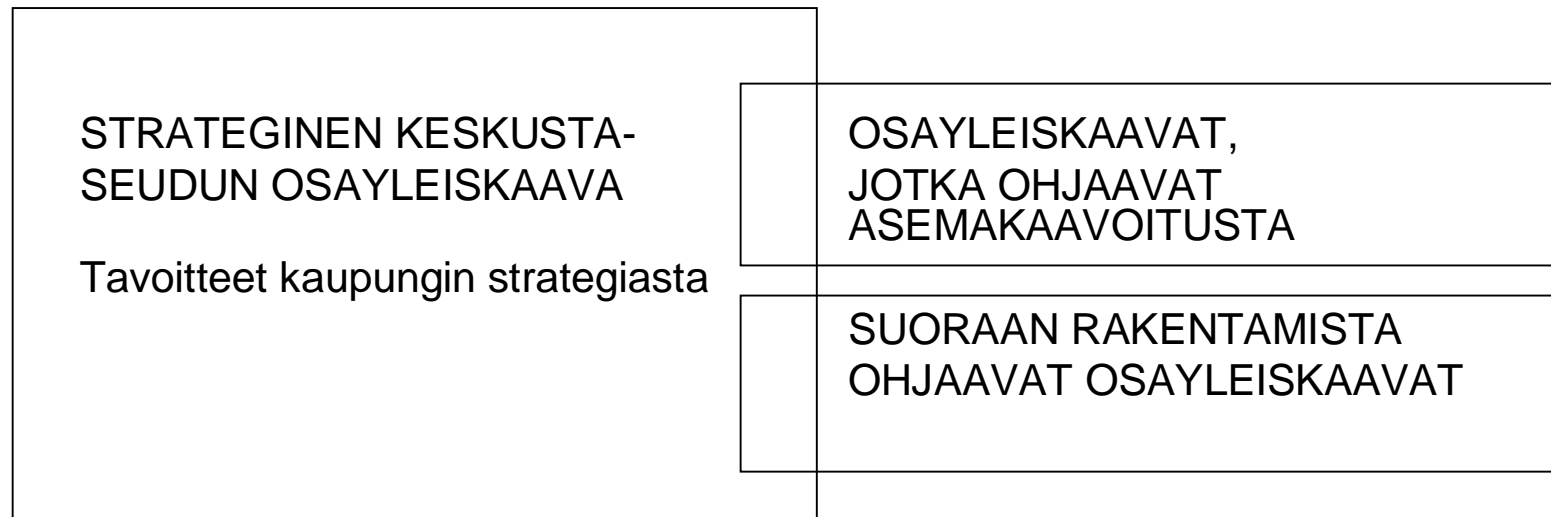 STRATEGINEN KESKUSTA-
SEUDUN OSAYLEISKAAVA
Tavoitteet kaupungin strategiasta
OSAYLEISKAAVAT,
JOTKA OHJAAVAT
ASEMAKAAVOITUSTA
SUORAAN RAKENTAMISTA
OHJAAVAT OSAYLEISKAAVAT